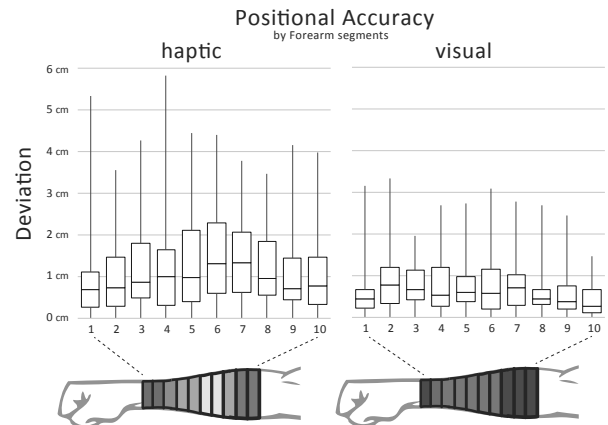 Positional Accuracy
by Forearm segments
haptic
visual
Deviation
6 cm
5 cm
4 cm
3 cm
2 cm
1 cm
0 cm
1 2 3 4 5 6 7 8 9 10
1 2 3 4 5 6 7 8 9 10